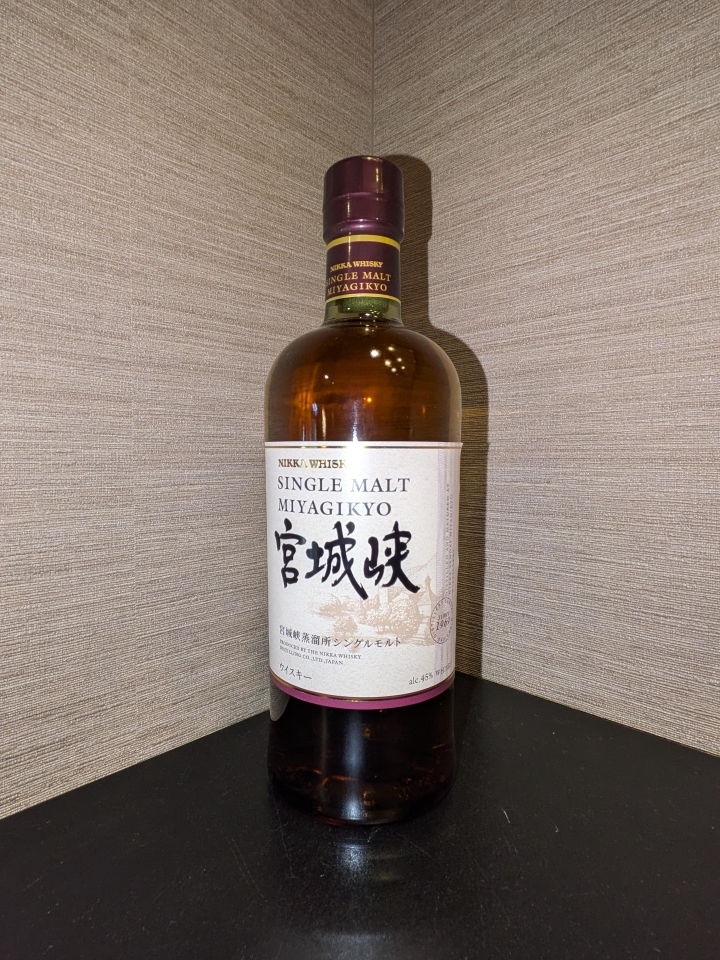 NIKKA WHISKY
SINGLE MALT
MIYAGIKYO
NIKKA WHISK
SINGLE MALT
MIYAGIKYO
宮城峡
宮城峡蒸溜所シングルモルト
PRODUCED BY THE NIKKA WHISKY
DISTILLING CO., LTD., JAPAN.
ウイスキー
alc.45%